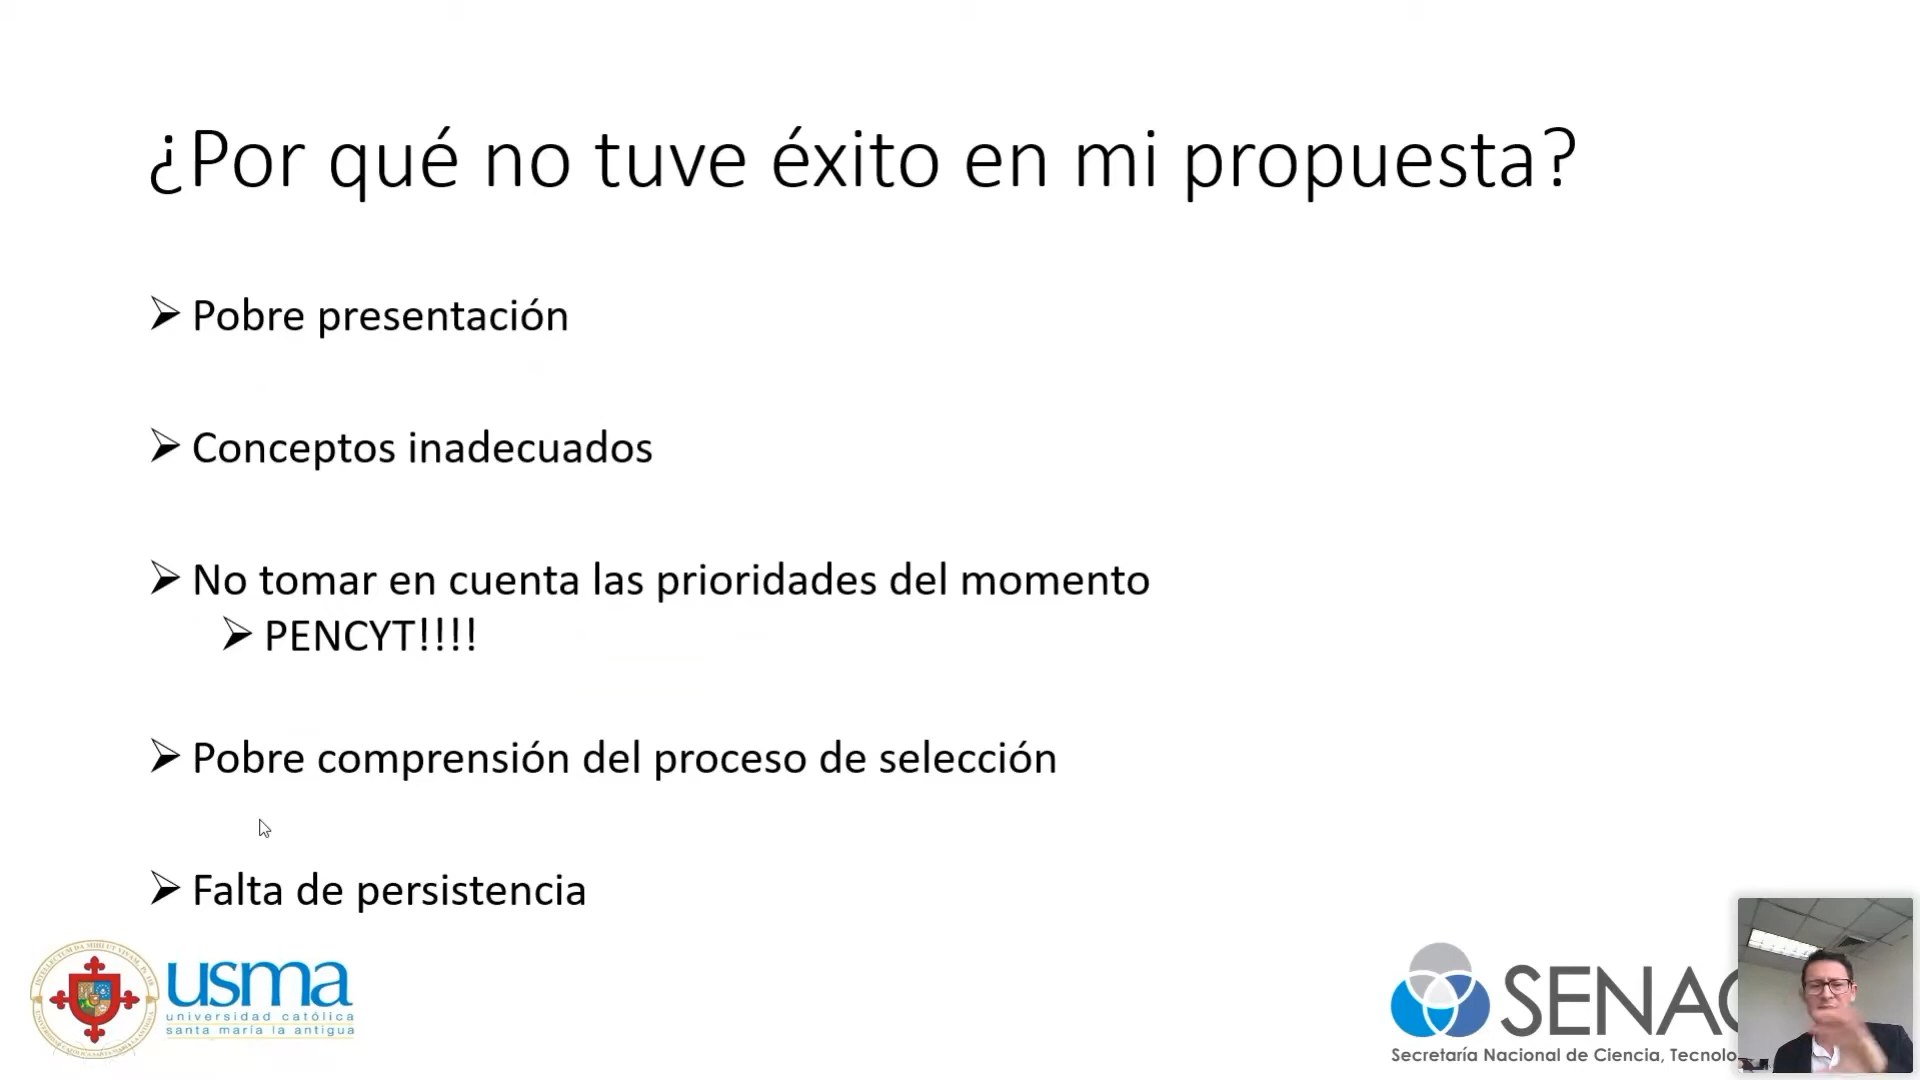 ¿Por qué no tuve éxito en mi propuesta?
Pobre presentación
Conceptos inadecuados
No tomar en cuenta las prioridades del momento
PENCYT!!!!
Pobre comprensión del proceso de selección
Falta de persistencia
usma
universidad católica
santa maría la antigua
SENAC
Secretaría Nacional de Ciencia, Tecnolo